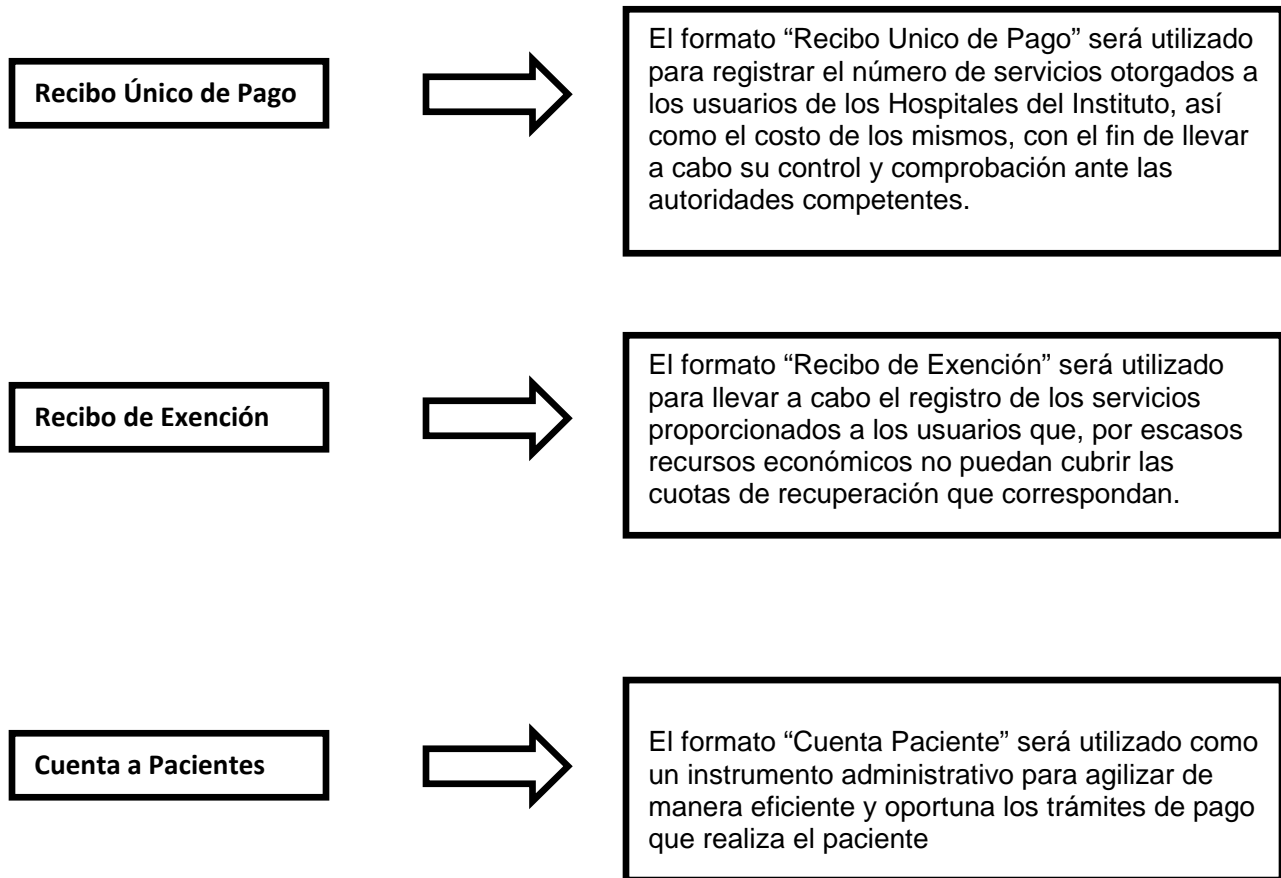 Recibo Único de Pago
El formato “Recibo Unico de Pago” será utilizado
para registrar el número de servicios otorgados a
los usuarios de los Hospitales del Instituto, así
como el costo de los mismos, con el fin de llevar
a cabo su control y comprobación ante las
autoridades competentes.
Recibo de Exención
El formato “Recibo de Exención” será utilizado
para llevar a cabo el registro de los servicios
proporcionados a los usuarios que, por escasos
recursos económicos no puedan cubrir las
cuotas de recuperación que correspondan.
Cuenta a Pacientes
El formato “Cuenta Paciente” será utilizado como
un instrumento administrativo para agilizar de
manera eficiente y oportuna los trámites de pago
que realiza el paciente